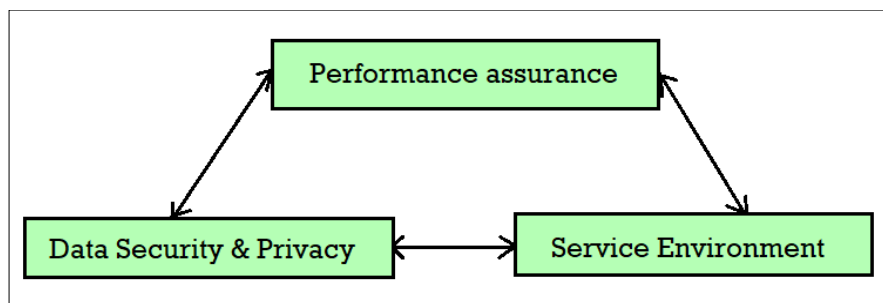 Performance assurance
Data Security & Privacy
Service Environment